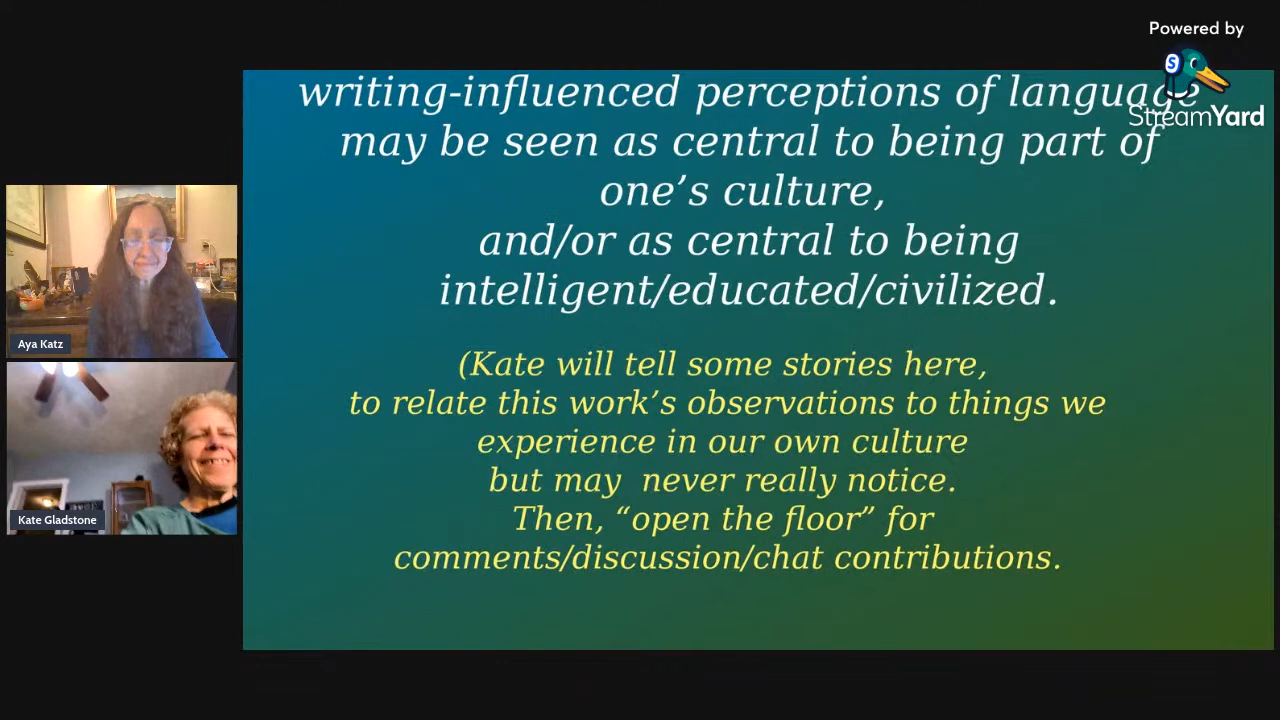 Powered by
StreamYard
writing-influenced perceptions of language
may be seen as central to being part of
one’s culture,
and/or as central to being
intelligent/educated/civilized.
(Kate will tell some stories here,
to relate this work’s observations to things we
experience in our own culture
but may  never really notice.
Then, “open the floor” for
comments/discussion/chat contributions.
Aya Katz
Kate Gladstone